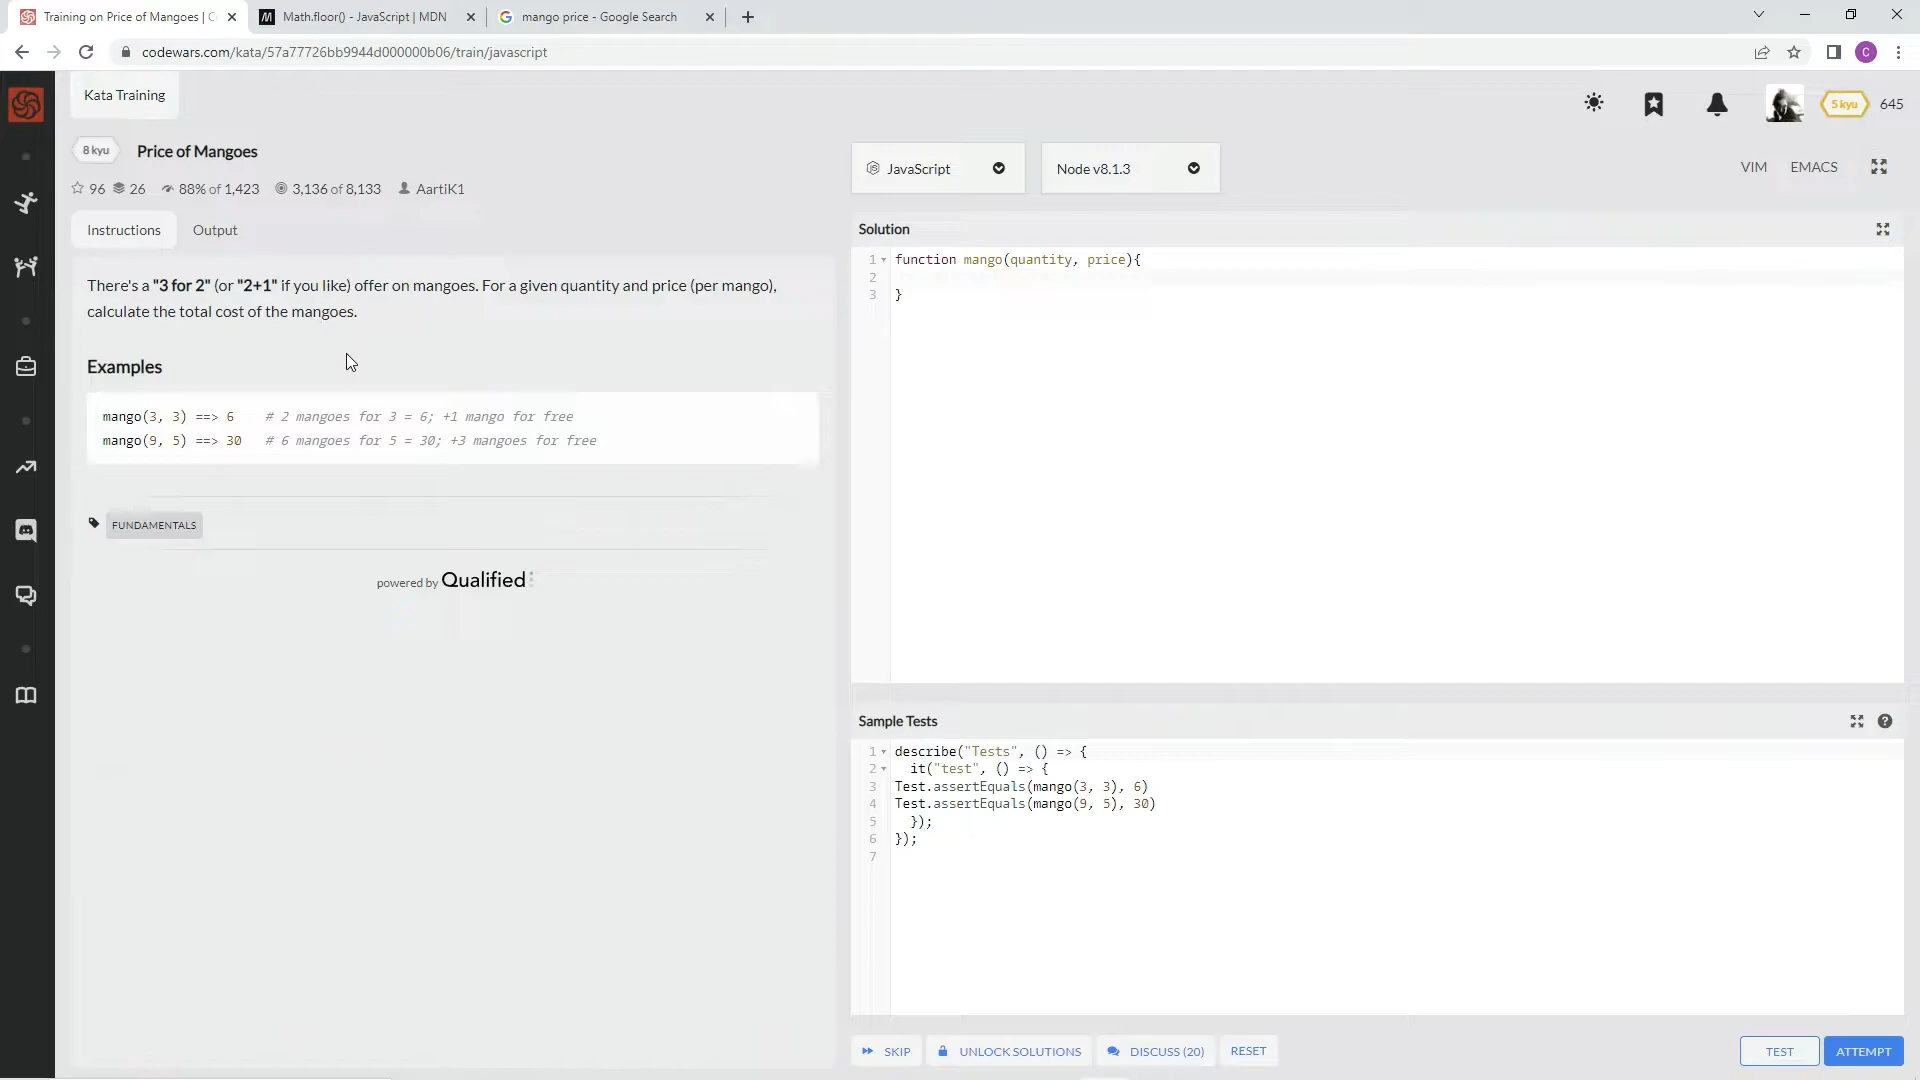 Training on Price of Mangoes | C
Math.floor() - JavaScript | MDN
mango price - Google Search
codewars.com/kata/57a77726bb9944d000000b06/train/javascript
C
Kata Training
5 kyu
645
8 kyu
Price of Mangoes
96
26
88% of 1,423
3,136 of 8,133
AartiK1
JavaScript
Node v8.1.3
VIM
EMACS
Instructions
Output
There's a "3 for 2" (or "2+1" if you like) offer on mangoes. For a given quantity and price (per mango),
calculate the total cost of the mangoes.
Examples
mango(3, 3) ==> 6    # 2 mangoes for 3 = 6; +1 mango for free
mango(9, 5) ==> 30   # 6 mangoes for 5 = 30; +3 mangoes for free
FUNDAMENTALS
powered by Qualified
Solution
1 function mango(quantity, price){
2
3 }
Sample Tests
1 describe("Tests", () => {
2   it("test", () => {
3 Test.assertEquals(mango(3, 3), 6)
4 Test.assertEquals(mango(9, 5), 30)
5   });
6 });
7
SKIP
UNLOCK SOLUTIONS
DISCUSS (20)
RESET
TEST
ATTEMPT